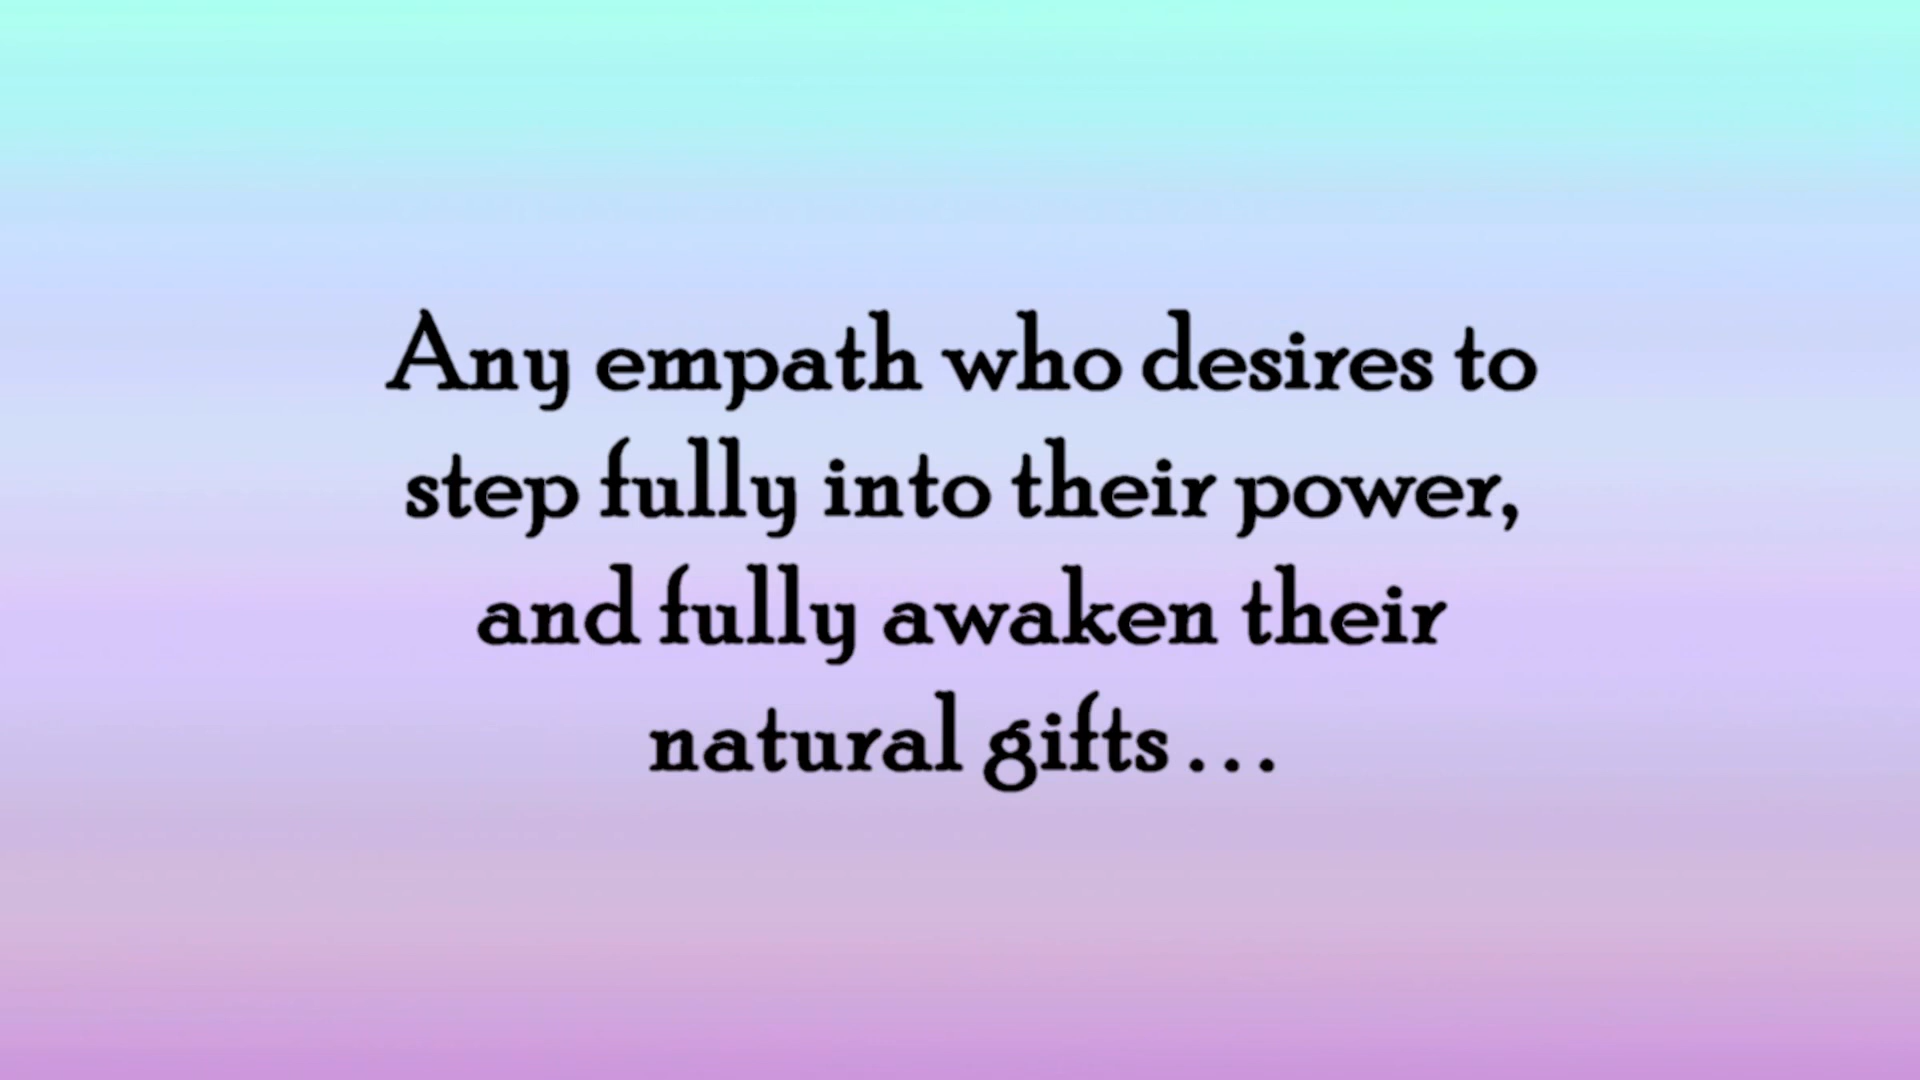 Any empath who desires to
step fully into their power,
and fully awaken their
natural gifts...